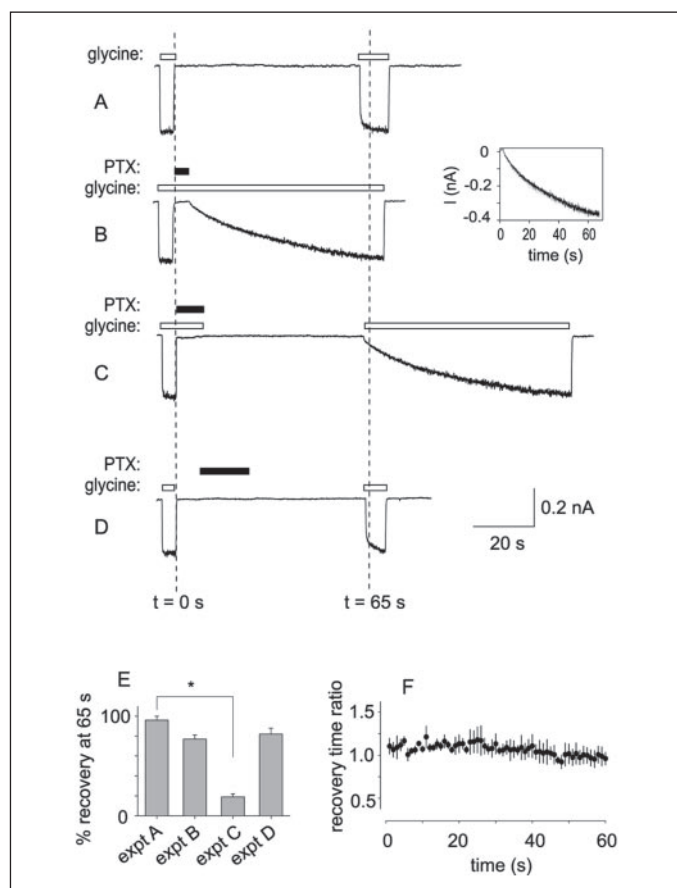 glycine:
A
PTX:
glycine:
B
0
-0.2
-0.4
I (nA)
0 20 40 60
time (s)
PTX:
glycine:
C
PTX:
glycine:
D
0.2 nA
20 s
t = 0 s
t = 65 s
E
*
% recovery at 65 s
100
0
expt A
expt B
expt C
expt D
F
recovery time ratio
1.5
1.0
0.5
0 20 40 60
time (s)